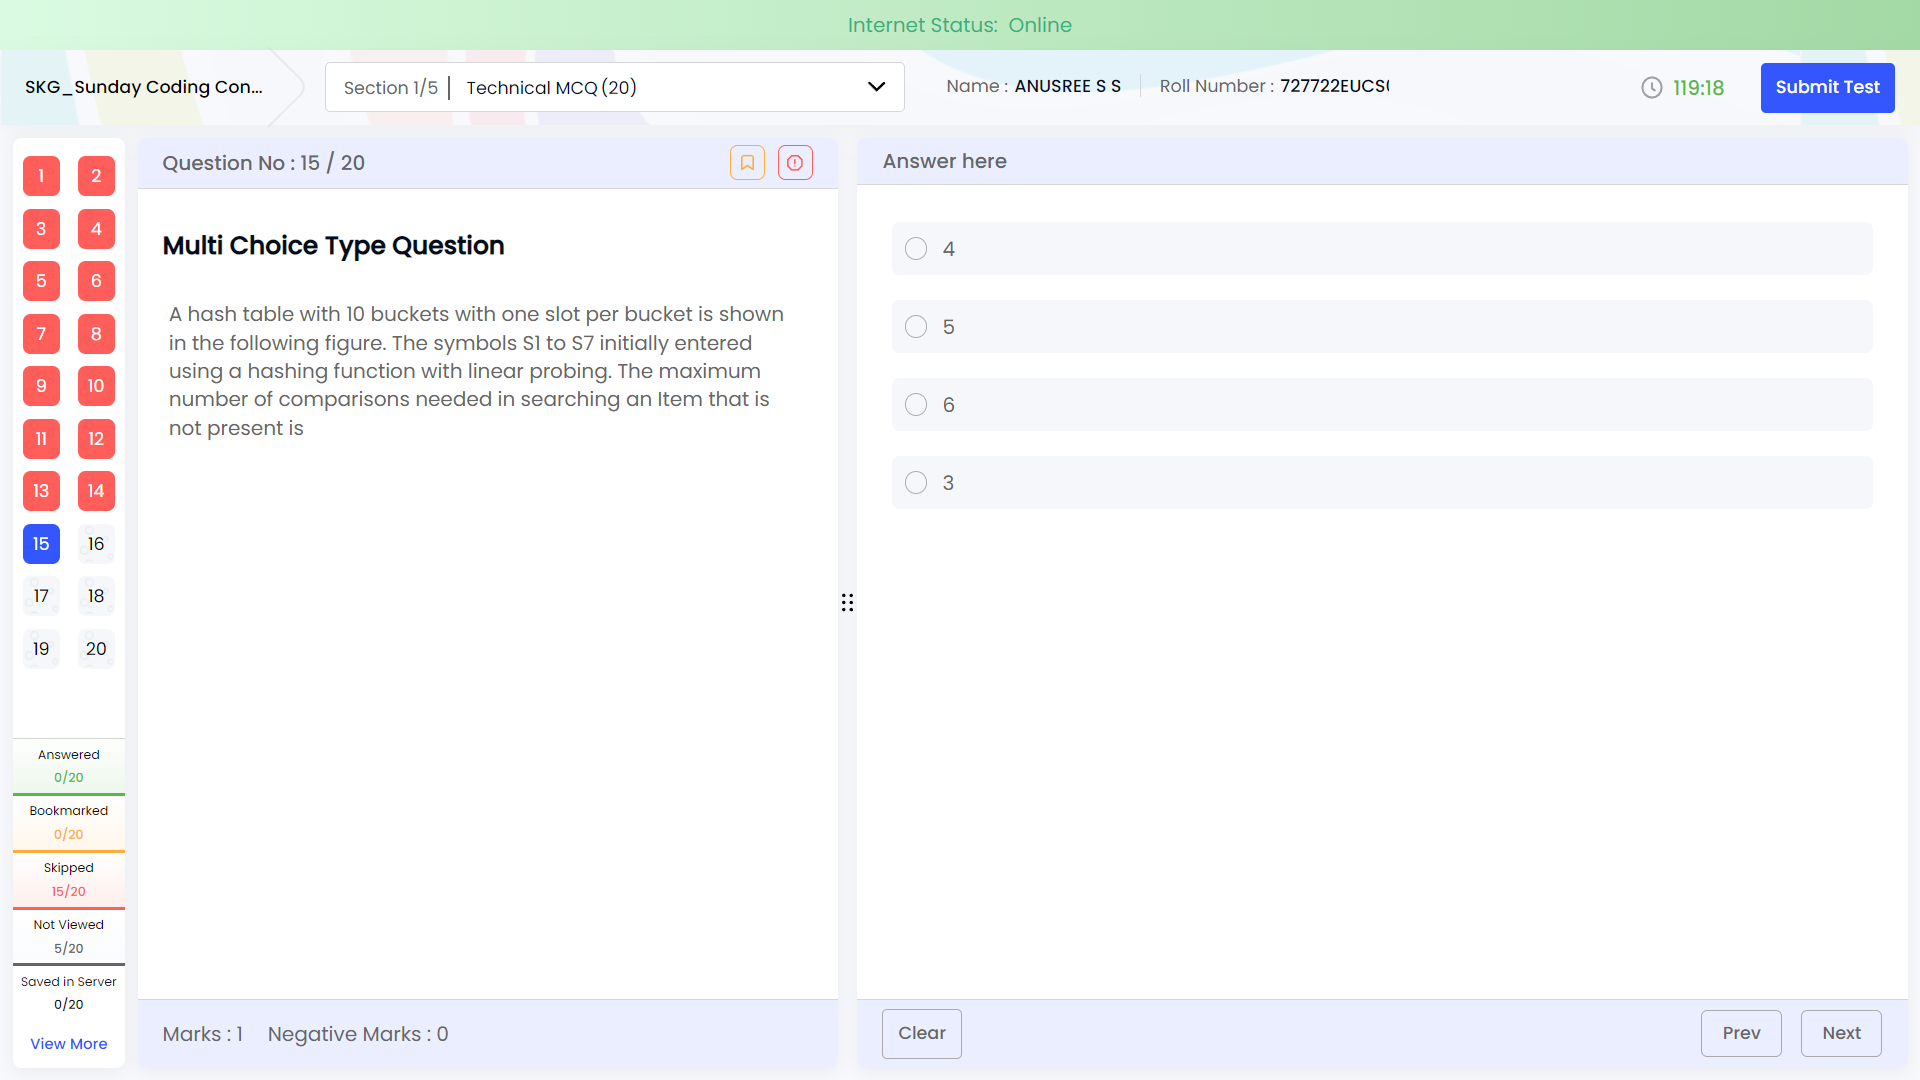 Internet Status: Online
SKG_Sunday Coding Con...
Section 1/5
Technical MCQ (20)
Name : ANUSREE S S
Roll Number : 727722EUCS
119:18
Submit Test
1 2
3 4
5 6
7 8
9 10
11 12
13 14
15 16
17 18
19 20
Answered
0/20
Bookmarked
0/20
Skipped
15/20
Not Viewed
5/20
Saved in Server
0/20
View More
Question No : 15 / 20
Multi Choice Type Question
A hash table with 10 buckets with one slot per bucket is shown
in the following figure. The symbols S1 to S7 initially entered
using a hashing function with linear probing. The maximum
number of comparisons needed in searching an Item that is
not present is
Marks : 1
Negative Marks : 0
Answer here
4
5
6
3
Clear
Prev
Next